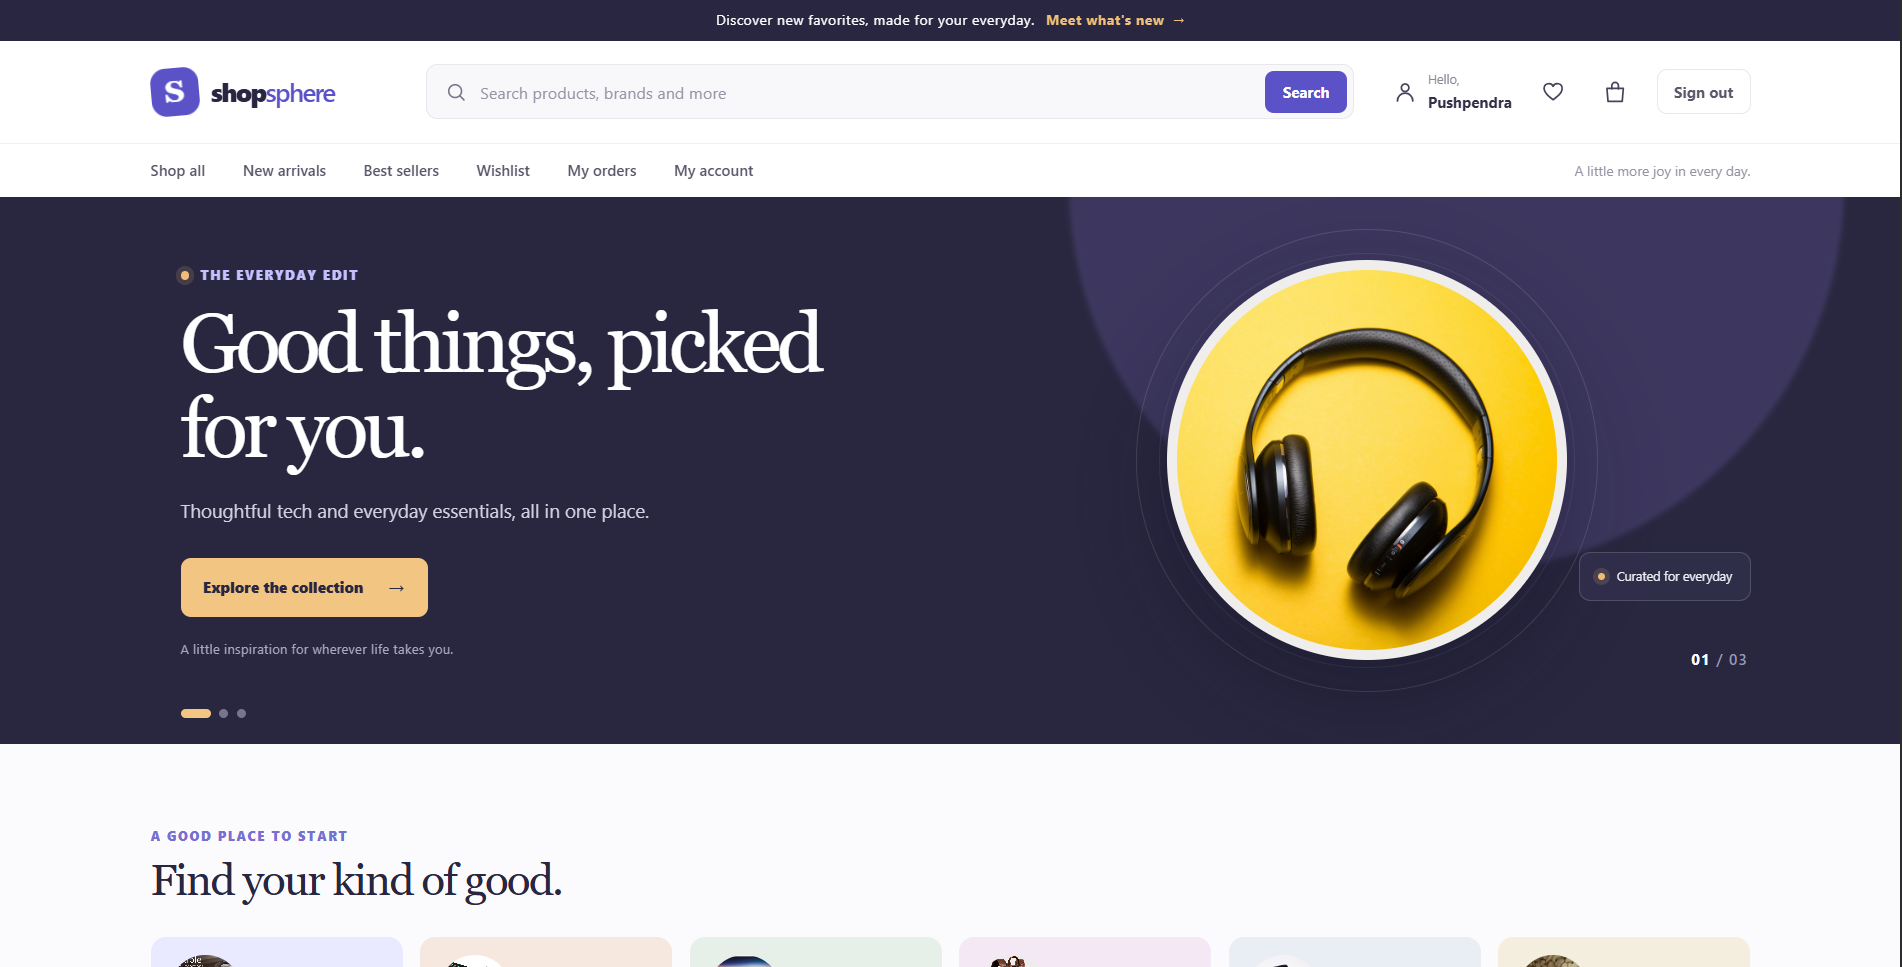 Discover new favorites, made for your everyday. Meet what's new →
S shopsphere
Search products, brands and more
Search
Hello,
Pushpendra
Sign out
Shop all New arrivals Best sellers Wishlist My orders My account
A little more joy in every day.
THE EVERYDAY EDIT
Good things, picked
for you.
Thoughtful tech and everyday essentials, all in one place.
Explore the collection →
A little inspiration for wherever life takes you.
Curated for everyday
01 / 03
A GOOD PLACE TO START
Find your kind of good.